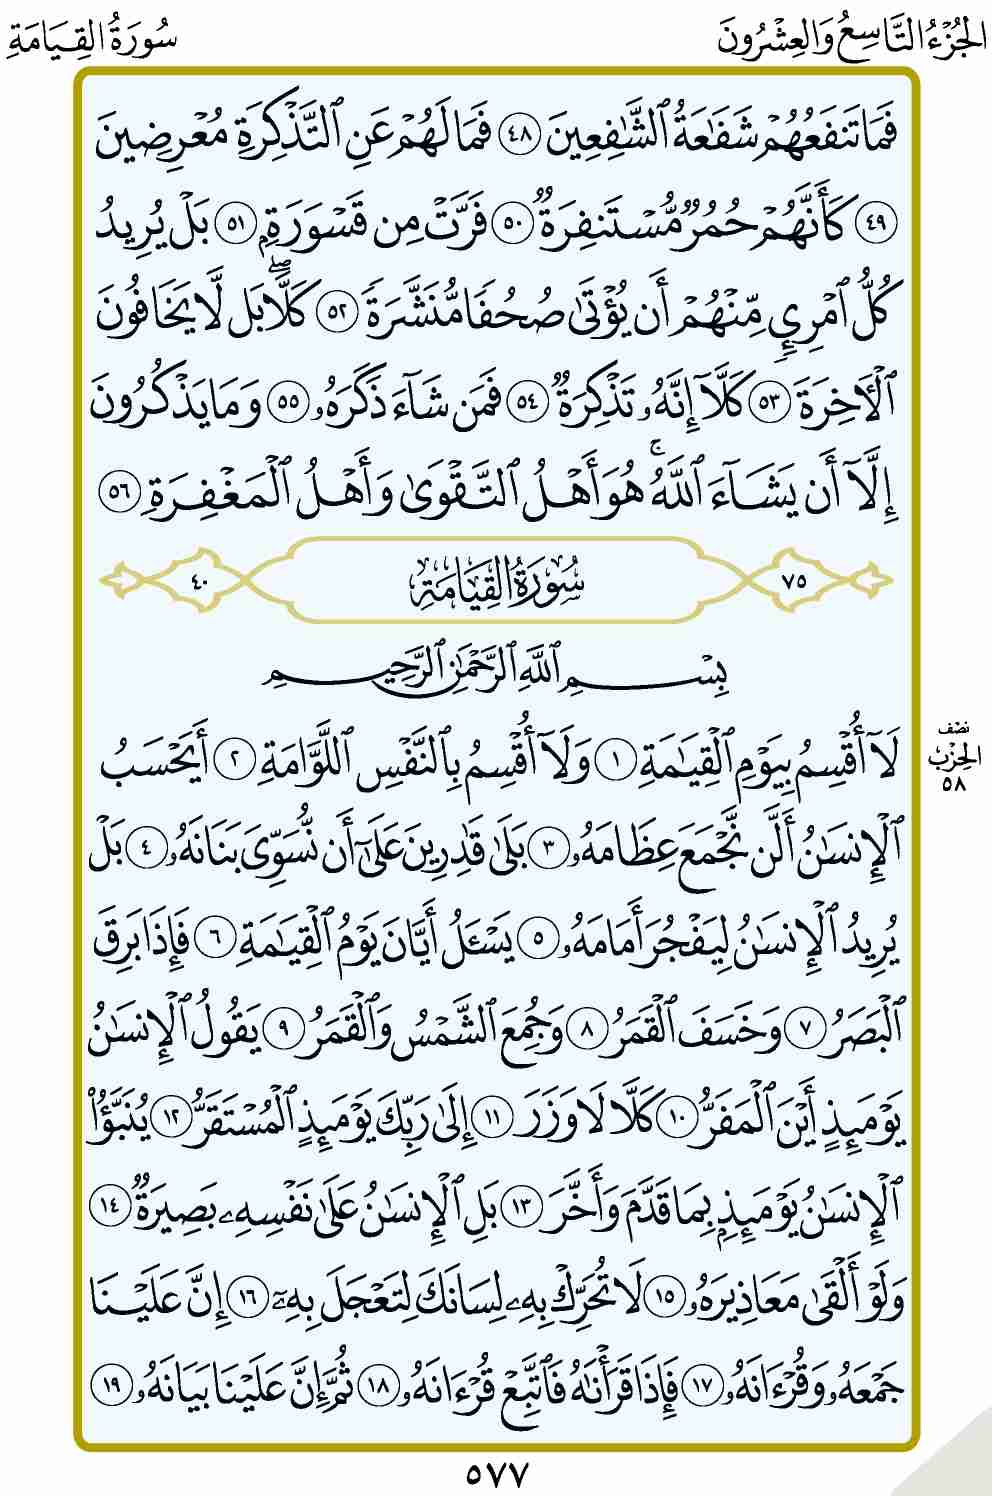 الجُزْءُ التَّاسِعُ وَالعِشْرُونَ
سُورَةُ القِيَامَةِ
فَمَا تَنفَعُهُمْ شَفَٰعَةُ ٱلشَّٰفِعِينَ ٤٨ فَمَا لَهُمْ عَنِ ٱلتَّذْكِرَةِ مُعْرِضِينَ
٤٩ كَأَنَّهُمْ حُمُرٌ مُّسْتَنفِرَةٌ ٥٠ فَرَّتْ مِن قَسْوَرَةٍۭ ٥١ بَلْ يُرِيدُ
كُلُّ ٱمْرِئٍ مِّنْهُمْ أَن يُؤْتَىٰ صُحُفًا مُّنَشَّرَةً ٥٢ كَلَّاۖ بَل لَّا يَخَافُونَ
ٱلْأٓخِرَةَ ٥٣ كَلَّآ إِنَّهُۥ تَذْكِرَةٌ ٥٤ فَمَن شَآءَ ذَكَرَهُۥ ٥٥ وَمَا يَذْكُرُونَ
إِلَّآ أَن يَشَآءَ ٱللَّهُۚ هُوَ أَهْلُ ٱلتَّقْوَىٰ وَأَهْلُ ٱلْمَغْفِرَةِ ٥٦
٧٥ سُورَةُ القِيَامَةِ ٤٠
بِسْمِ ٱللَّهِ ٱلرَّحْمَٰنِ ٱلرَّحِيمِ
لَآ أُقْسِمُ بِيَوْمِ ٱلْقِيَٰمَةِ ١ وَلَآ أُقْسِمُ بِٱلنَّفْسِ ٱللَّوَّامَةِ ٢ أَيَحْسَبُ
نصف
الحِزْب
٥٨
ٱلْإِنسَٰنُ أَلَّن نَّجْمَعَ عِظَامَهُۥ ٣ بَلَىٰ قَٰدِرِينَ عَلَىٰٓ أَن نُّسَوِّىَ بَنَانَهُۥ ٤ بَلْ
يُرِيدُ ٱلْإِنسَٰنُ لِيَفْجُرَ أَمَامَهُۥ ٥ يَسْـَٔلُ أَيَّانَ يَوْمُ ٱلْقِيَٰمَةِ ٦ فَإِذَا بَرِقَ
ٱلْبَصَرُ ٧ وَخَسَفَ ٱلْقَمَرُ ٨ وَجُمِعَ ٱلشَّمْسُ وَٱلْقَمَرُ ٩ يَقُولُ ٱلْإِنسَٰنُ
يَوْمَئِذٍ أَيْنَ ٱلْمَفَرُّ ١٠ كَلَّا لَا وَزَرَ ١١ إِلَىٰ رَبِّكَ يَوْمَئِذٍ ٱلْمُسْتَقَرُّ ١٢ يُنَبَّؤُا۟
ٱلْإِنسَٰنُ يَوْمَئِذٍۭ بِمَا قَدَّمَ وَأَخَّرَ ١٣ بَلِ ٱلْإِنسَٰنُ عَلَىٰ نَفْسِهِۦ بَصِيرَةٌ ١٤
وَلَوْ أَلْقَىٰ مَعَاذِيرَهُۥ ١٥ لَا تُحَرِّكْ بِهِۦ لِسَانَكَ لِتَعْجَلَ بِهِۦٓ ١٦ إِنَّ عَلَيْنَا
جَمْعَهُۥ وَقُرْءَانَهُۥ ١٧ فَإِذَا قَرَأْنَٰهُ فَٱتَّبِعْ قُرْءَانَهُۥ ١٨ ثُمَّ إِنَّ عَلَيْنَا بَيَانَهُۥ ١٩
٥٧٧